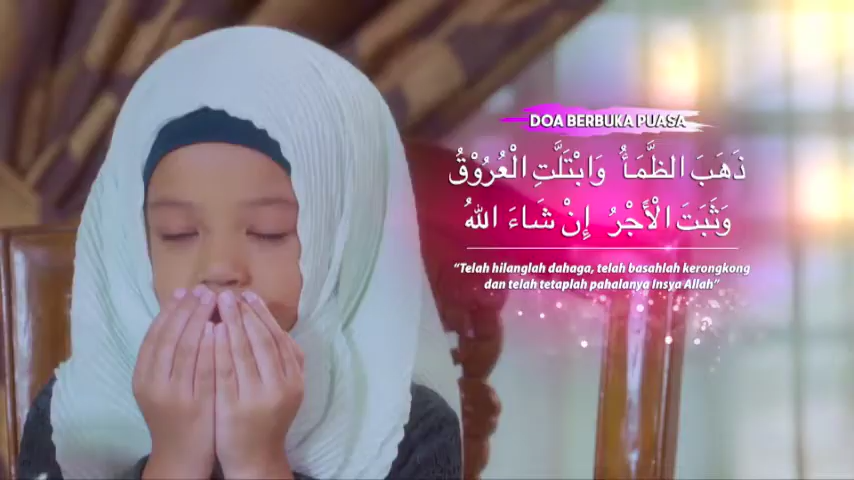 DOA BERBUKA PUASA
ذَهَبَ الظَّمَأُ وَابْتَلَّتِ الْعُرُوْقُ
وَثَبَتَ الْأَجْرُ إِنْ شَاءَ اللهُ
“Telah hilanglah dahaga, telah basahlah kerongkong
dan telah tetaplah pahalanya Insya Allah”